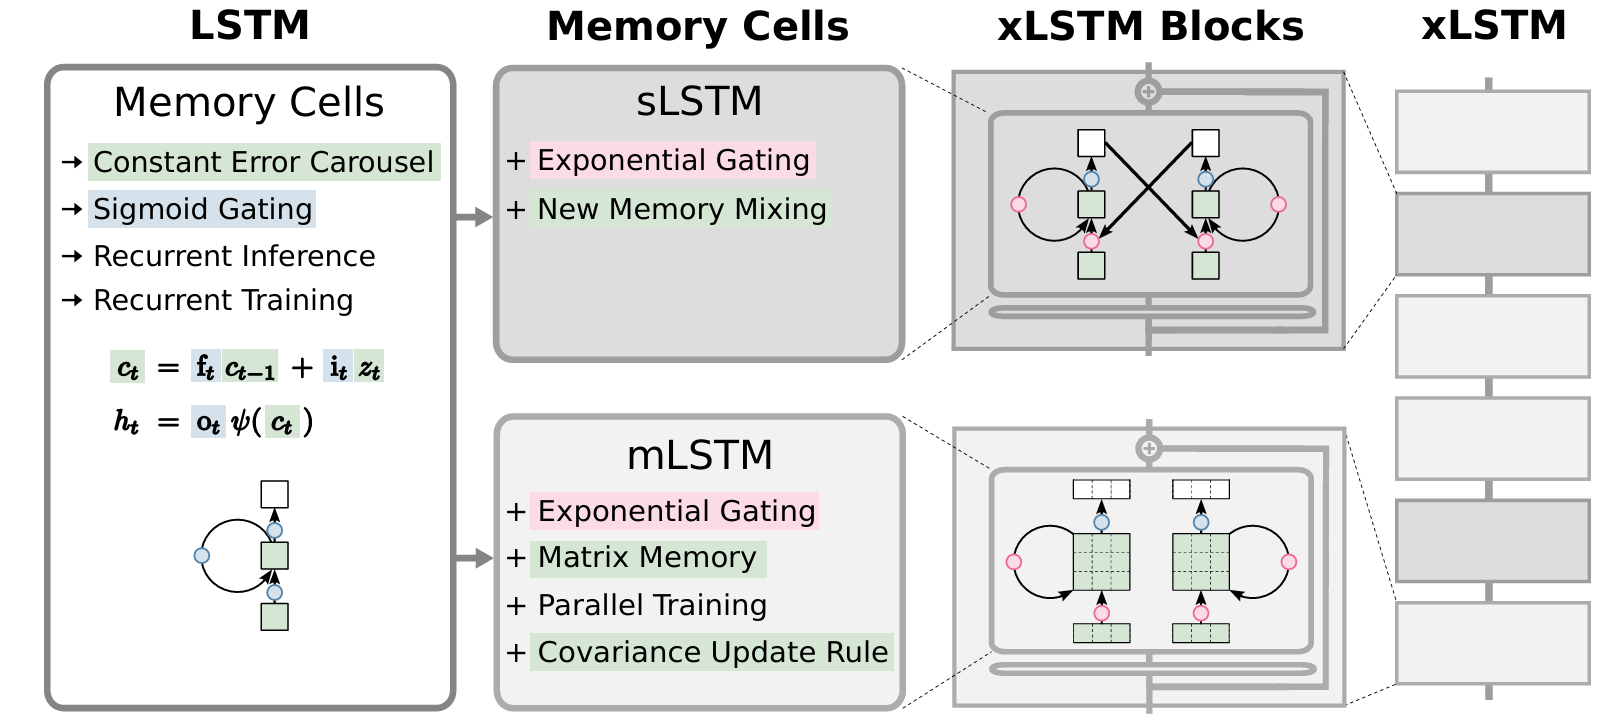 LSTM
Memory Cells
→ Constant Error Carousel
→ Sigmoid Gating
→ Recurrent Inference
→ Recurrent Training
c_t = f_t c_{t−1} + i_t z_t
h_t = o_t ψ( c_t )
Memory Cells
sLSTM
+ Exponential Gating
+ New Memory Mixing
mLSTM
+ Exponential Gating
+ Matrix Memory
+ Parallel Training
+ Covariance Update Rule
xLSTM Blocks
+
+
xLSTM